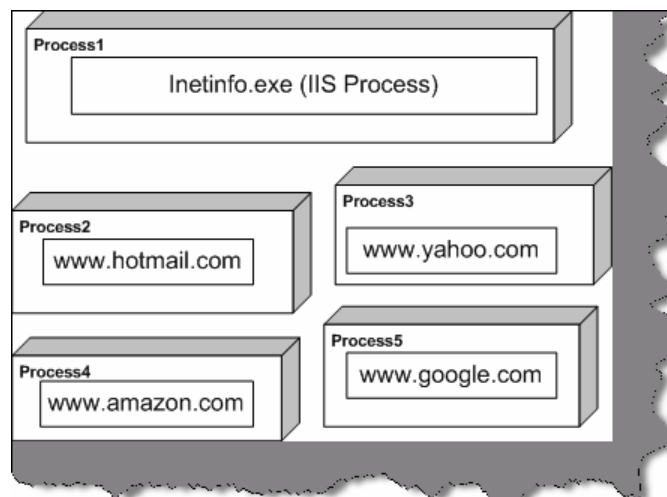 Process1
Inetinfo.exe (IIS Process)
Process2
www.hotmail.com
Process3
www.yahoo.com
Process4
www.amazon.com
Process5
www.google.com